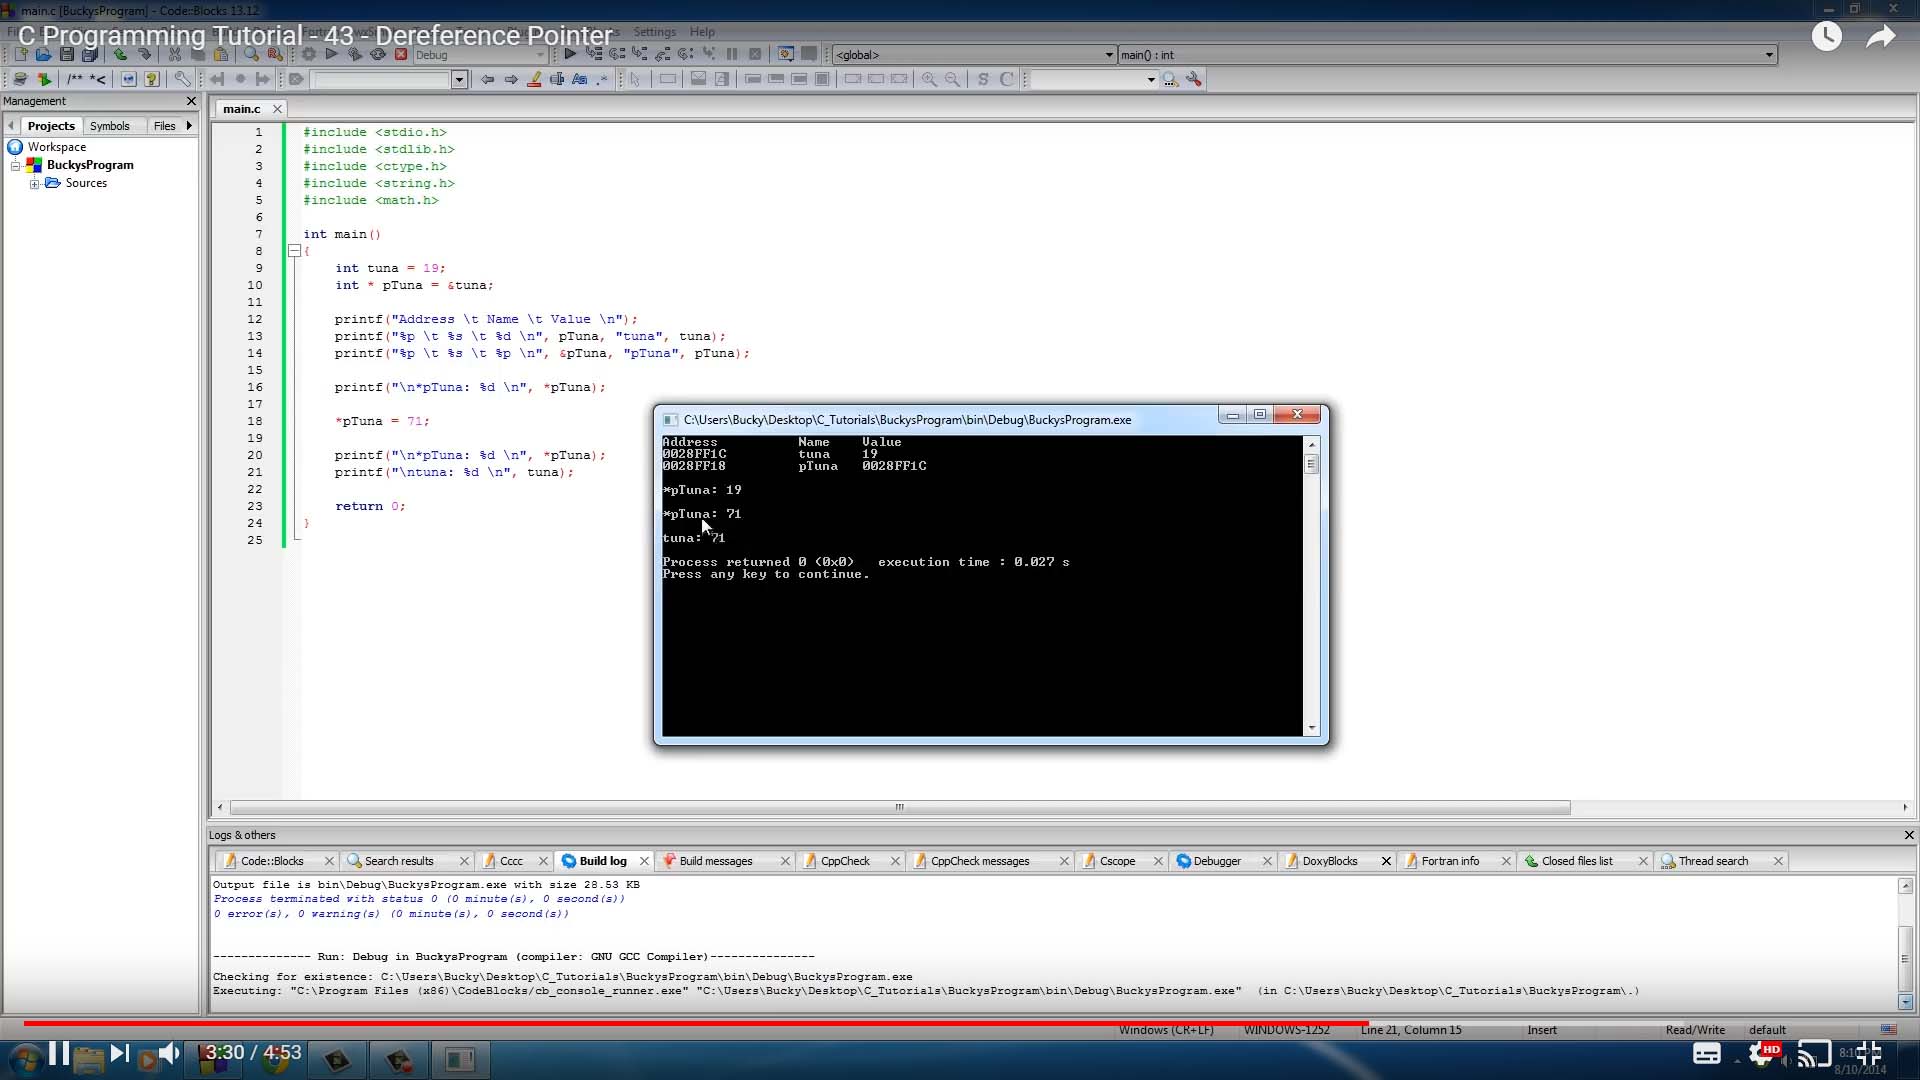 main.c [BuckysProgram] - Code::Blocks 13.12
C Programming Tutorial - 43 - Dereference Pointer
Settings Help
Debug
<global>
main() : int
Management
Projects Symbols Files
Workspace
BuckysProgram
Sources
main.c
1 #include <stdio.h>
2 #include <stdlib.h>
3 #include <ctype.h>
4 #include <string.h>
5 #include <math.h>
6
7 int main()
8 {
9 int tuna = 19;
10 int * pTuna = &tuna;
11
12 printf("Address \t Name \t Value \n");
13 printf("%p \t %s \t %d \n", pTuna, "tuna", tuna);
14 printf("%p \t %s \t %p \n", &pTuna, "pTuna", pTuna);
15
16 printf("\n*pTuna: %d \n", *pTuna);
17
18 *pTuna = 71;
19
20 printf("\n*pTuna: %d \n", *pTuna);
21 printf("\ntuna: %d \n", tuna);
22
23 return 0;
24 }
25
C:\Users\Bucky\Desktop\C_Tutorials\BuckysProgram\bin\Debug\BuckysProgram.exe
Address Name Value
0028FF1C tuna 19
0028FF18 pTuna 0028FF1C
*pTuna: 19
*pTuna: 71
tuna: 71
Process returned 0 (0x0) execution time : 0.027 s
Press any key to continue.
Logs & others
Code::Blocks Search results Cccc Build log Build messages CppCheck CppCheck messages Cscope Debugger DoxyBlocks Fortran info Closed files list Thread search
Output file is bin\Debug\BuckysProgram.exe with size 28.53 KB
Process terminated with status 0 (0 minute(s), 0 second(s))
0 error(s), 0 warning(s) (0 minute(s), 0 second(s))
-------------- Run: Debug in BuckysProgram (compiler: GNU GCC Compiler)---------------
Checking for existence: C:\Users\Bucky\Desktop\C_Tutorials\BuckysProgram\bin\Debug\BuckysProgram.exe
Executing: "C:\Program Files (x86)\CodeBlocks/cb_console_runner.exe" "C:\Users\Bucky\Desktop\C_Tutorials\BuckysProgram\bin\Debug\BuckysProgram.exe" (in C:\Users\Bucky\Desktop\C_Tutorials\BuckysProgram\.)
Windows (CR+LF) WINDOWS-1252 Line 21, Column 15 Insert Read/Write default
3:30 / 4:53
HD
8/10/2014